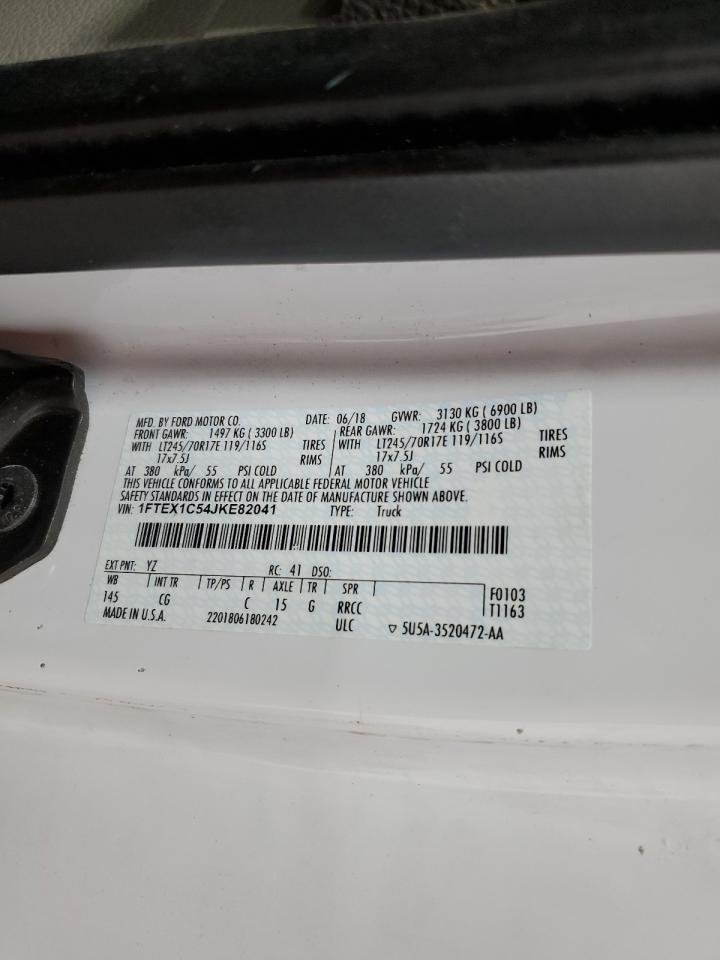 MFD. BY FORD MOTOR CO. DATE: 06/18 GVWR: 3130 KG ( 6900 LB)
FRONT GAWR: 1497 KG ( 3300 LB) REAR GAWR: 1724 KG ( 3800 LB)
WITH LT245/70R17E 119/116S TIRES WITH LT245/70R17E 119/116S TIRES
17x7.5J RIMS 17x7.5J RIMS
AT 380 kPa/ 55 PSI COLD AT 380 kPa/ 55 PSI COLD
THIS VEHICLE CONFORMS TO ALL APPLICABLE FEDERAL MOTOR VEHICLE
SAFETY STANDARDS IN EFFECT ON THE DATE OF MANUFACTURE SHOWN ABOVE.
VIN: 1FTEX1C54JKE82041 TYPE: Truck
EXT PNT: YZ RC: 41 DSO:
WB INT TR TP/PS R AXLE TR SPR F0103
145 CG C 15 G RRCC T1163
MADE IN U.S.A. 2201806180242 ULC ▽ 5U5A-3520472-AA